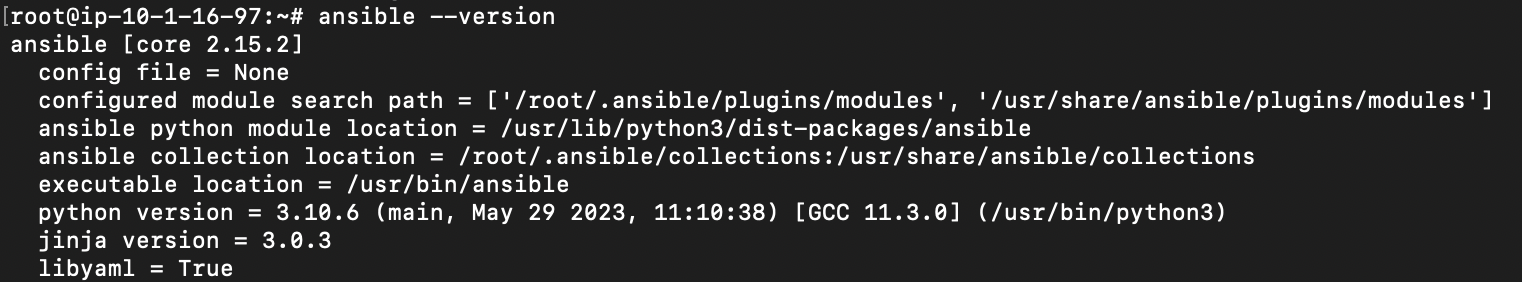 [root@ip-10-1-16-97:~# ansible --version
ansible [core 2.15.2]
  config file = None
  configured module search path = ['/root/.ansible/plugins/modules', '/usr/share/ansible/plugins/modules']
  ansible python module location = /usr/lib/python3/dist-packages/ansible
  ansible collection location = /root/.ansible/collections:/usr/share/ansible/collections
  executable location = /usr/bin/ansible
  python version = 3.10.6 (main, May 29 2023, 11:10:38) [GCC 11.3.0] (/usr/bin/python3)
  jinja version = 3.0.3
  libyaml = True